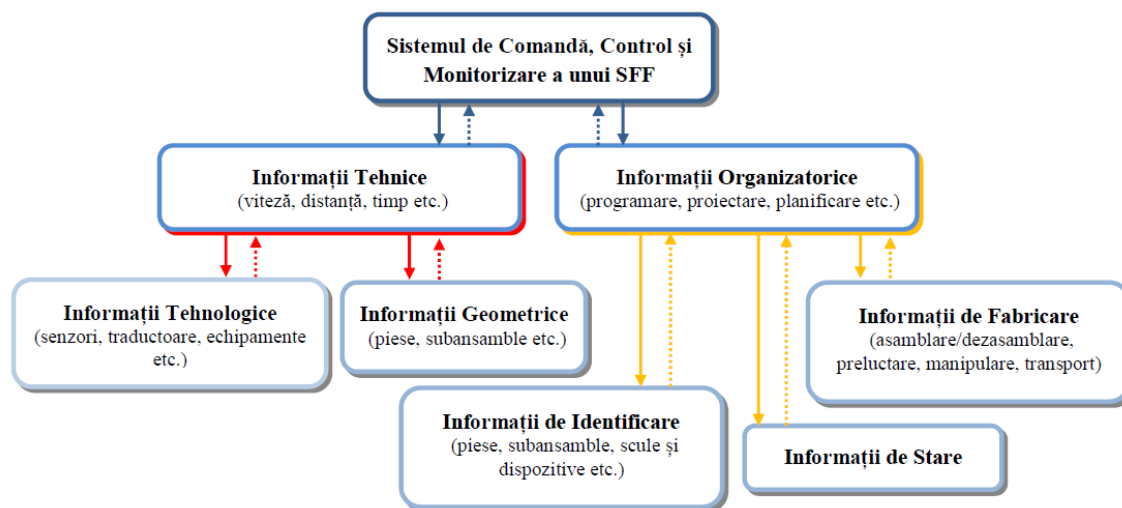 Sistemul de Comandă, Control și
Monitorizare a unui SFF
Informații Tehnice
(viteză, distanță, timp etc.)
Informații Organizatorice
(programare, proiectare, planificare etc.)
Informații Tehnologice
(senzori, traductoare, echipamente
etc.)
Informații Geometrice
(piese, subansamble etc.)
Informații de Fabricare
(asamblare/dezasamblare,
preluctare, manipulare, transport)
Informații de Identificare
(piese, subansamble, scule și
dispozitive etc.)
Informații de Stare